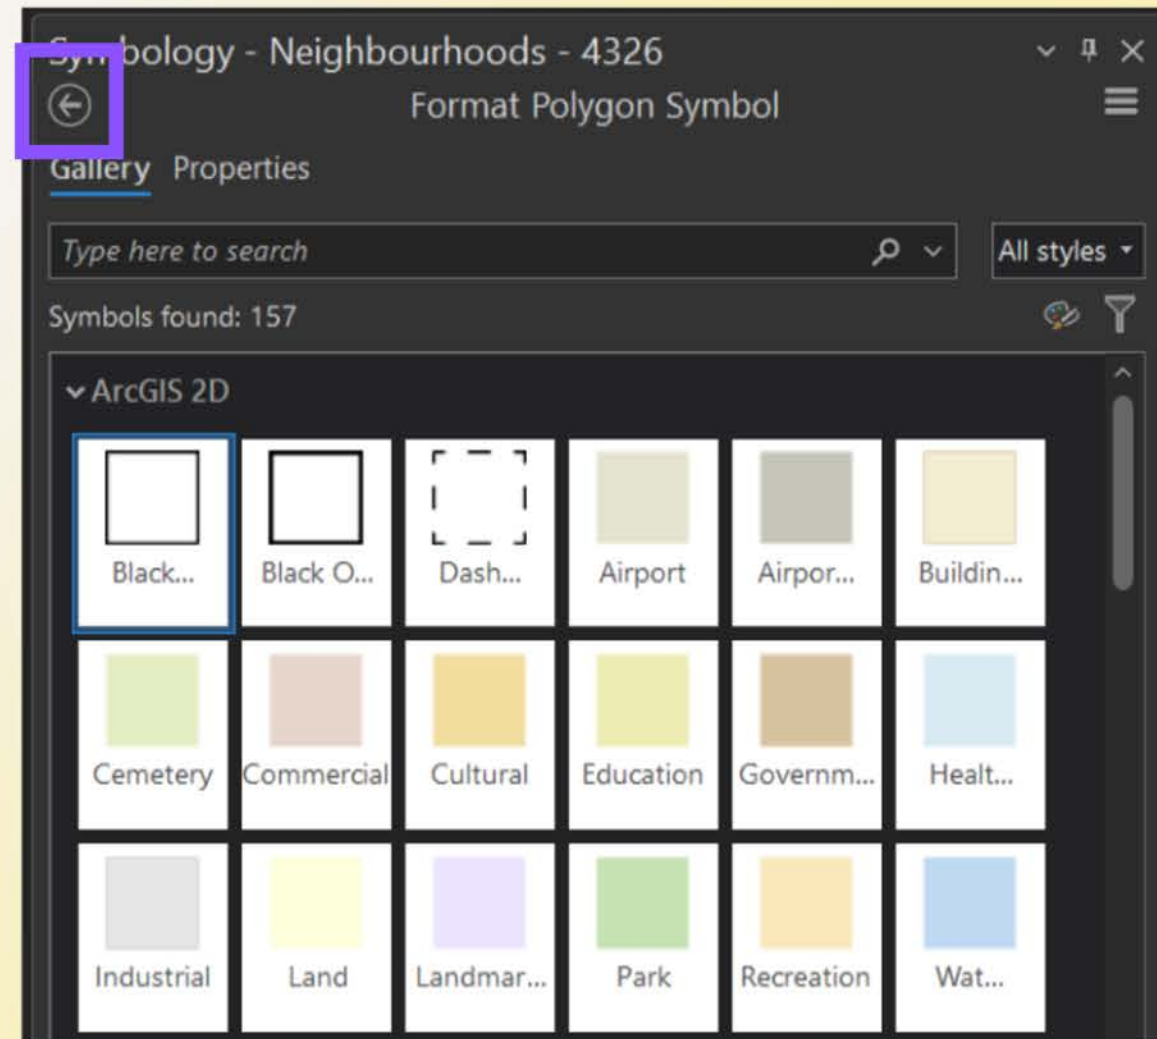 Symbology - Neighbourhoods - 4326
Format Polygon Symbol
Gallery Properties
Type here to search All styles
Symbols found: 157
ArcGIS 2D
Black... Black O... Dash... Airport Airpor... Buildin...
Cemetery Commercial Cultural Education Governm... Healt...
Industrial Land Landmar... Park Recreation Wat...